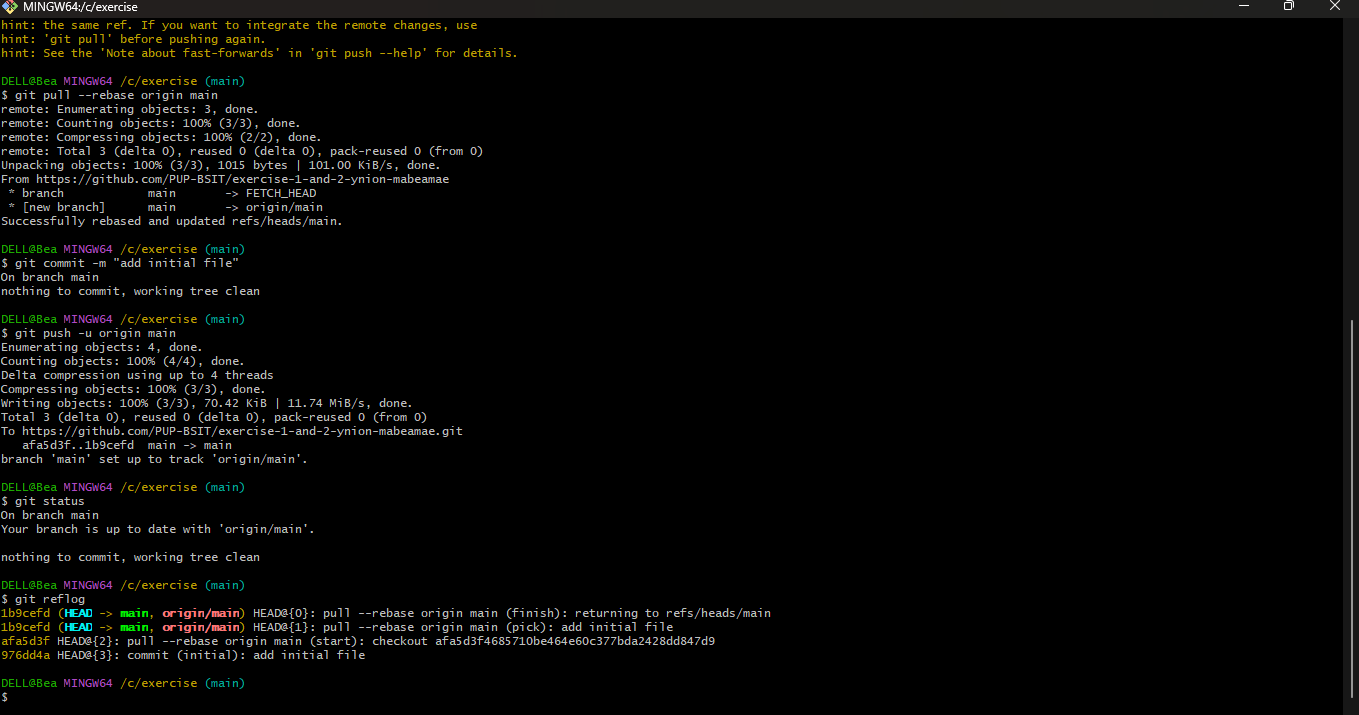 MINGW64:/c/exercise
hint: the same ref. If you want to integrate the remote changes, use
hint: 'git pull' before pushing again.
hint: See the 'Note about fast-forwards' in 'git push --help' for details.
DELL@Bea MINGW64 /c/exercise (main)
$ git pull --rebase origin main
remote: Enumerating objects: 3, done.
remote: Counting objects: 100% (3/3), done.
remote: Compressing objects: 100% (2/2), done.
remote: Total 3 (delta 0), reused 0 (delta 0), pack-reused 0 (from 0)
Unpacking objects: 100% (3/3), 1015 bytes | 101.00 KiB/s, done.
From https://github.com/PUP-BSIT/exercise-1-and-2-ynion-mabeamae
 * branch            main       -> FETCH_HEAD
 * [new branch]      main       -> origin/main
Successfully rebased and updated refs/heads/main.
DELL@Bea MINGW64 /c/exercise (main)
$ git commit -m "add initial file"
On branch main
nothing to commit, working tree clean
DELL@Bea MINGW64 /c/exercise (main)
$ git push -u origin main
Enumerating objects: 4, done.
Counting objects: 100% (4/4), done.
Delta compression using up to 4 threads
Compressing objects: 100% (3/3), done.
Writing objects: 100% (3/3), 70.42 KiB | 11.74 MiB/s, done.
Total 3 (delta 0), reused 0 (delta 0), pack-reused 0 (from 0)
To https://github.com/PUP-BSIT/exercise-1-and-2-ynion-mabeamae.git
   afa5d3f..1b9cefd  main -> main
branch 'main' set up to track 'origin/main'.
DELL@Bea MINGW64 /c/exercise (main)
$ git status
On branch main
Your branch is up to date with 'origin/main'.
nothing to commit, working tree clean
DELL@Bea MINGW64 /c/exercise (main)
$ git reflog
1b9cefd (HEAD -> main, origin/main) HEAD@{0}: pull --rebase origin main (finish): returning to refs/heads/main
1b9cefd (HEAD -> main, origin/main) HEAD@{1}: pull --rebase origin main (pick): add initial file
afa5d3f HEAD@{2}: pull --rebase origin main (start): checkout afa5d3f4685710be464e60c377bda2428dd847d9
976dd4a HEAD@{3}: commit (initial): add initial file
DELL@Bea MINGW64 /c/exercise (main)
$